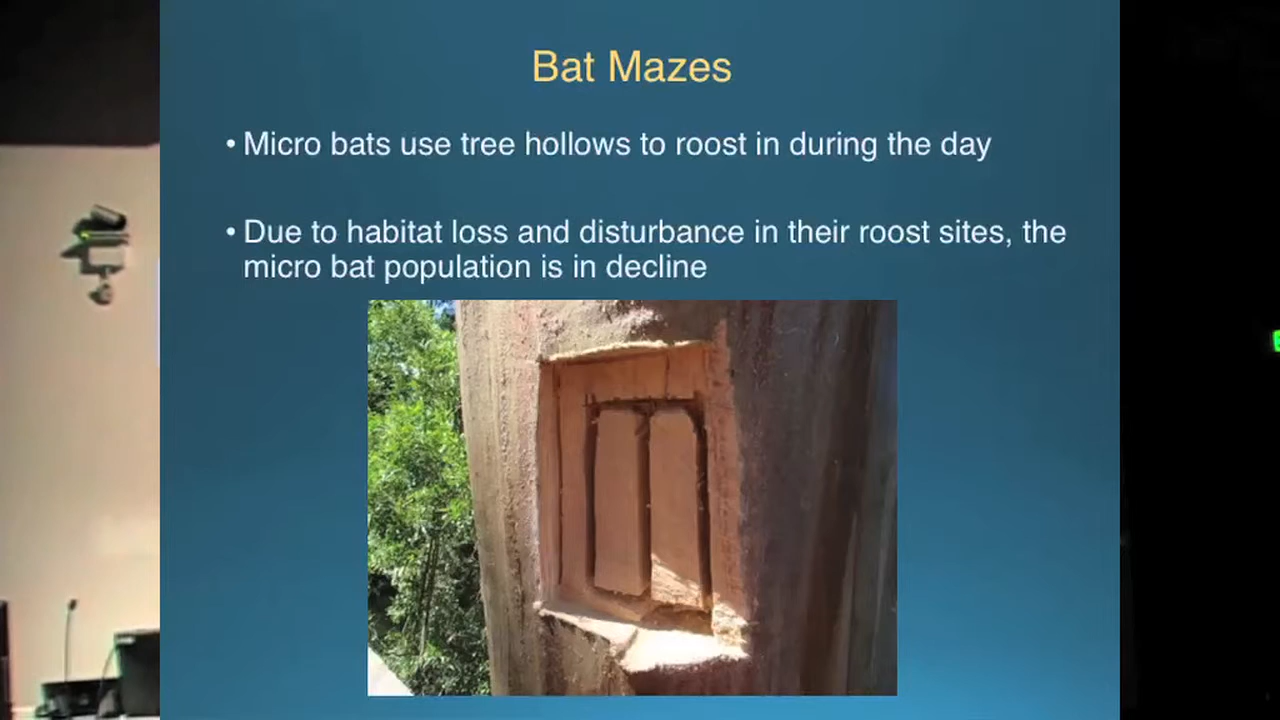 Bat Mazes
• Micro bats use tree hollows to roost in during the day
• Due to habitat loss and disturbance in their roost sites, the
micro bat population is in decline